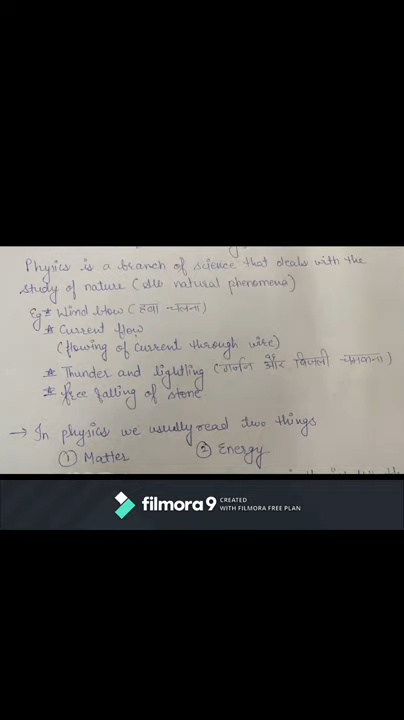 Physics is a branch of science that deals with the
study of nature (also natural phenomena)
Eg * Wind blow (हवा चलना)
* Current flow
(flowing of current through wire)
* Thunder and lightling (गर्जन और बिजली चमकना)
* free falling of stone
→ In physics we usually read two things
① Matter ② Energy
filmora9 CREATED
WITH FILMORA FREE PLAN